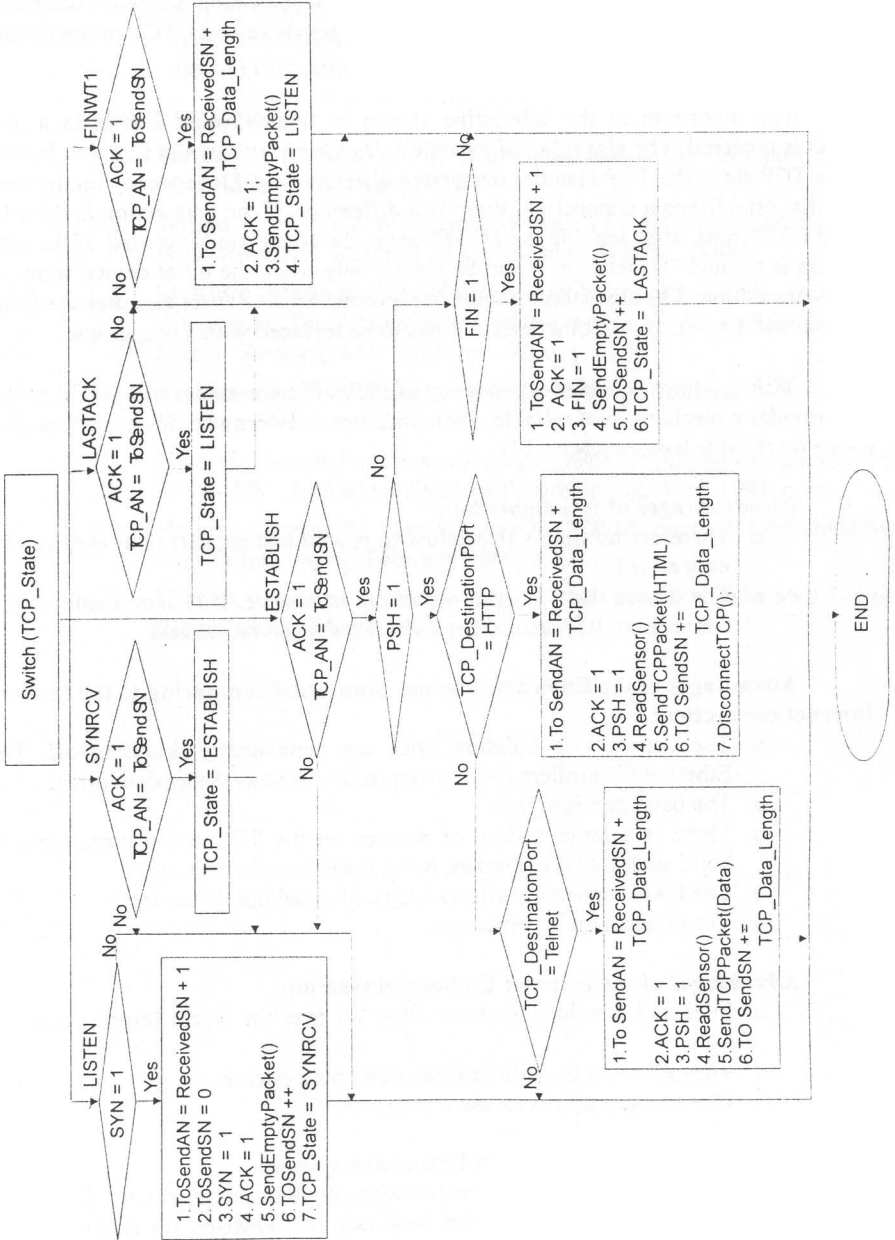 Switch (TCP_State)
LISTEN
SYN = 1
No
Yes
1. ToSendAN = ReceivedSN + 1
2. ToSendSN = 0
3. SYN = 1
4. ACK = 1
5. SendEmptyPacket()
6. TOSendSN ++
7. TCP_State = SYNRCV
SYNRCV
ACK = 1
TCP_AN = ToSendSN
No
Yes
TCP_State = ESTABLISH
ESTABLISH
ACK = 1
TCP_AN = ToSendSN
No
Yes
PSH = 1
No
Yes
TCP_DestinationPort
= HTTP
No
Yes
1. To SendAN = ReceivedSN +
TCP_Data_Length
2. ACK = 1
3. PSH = 1
4. ReadSensor()
5. SendTCPPacket(HTML)
6. TO SendSN +=
TCP_Data_Length
7. DisconnectTCP()
TCP_DestinationPort
= Telnet
No
Yes
1. To SendAN = ReceivedSN +
TCP_Data_Length
2. ACK = 1
3. PSH = 1
4. ReadSensor()
5. SendTCPPacket(Data)
6. TO SendSN +=
TCP_Data_Length
FIN = 1
No
Yes
1. ToSendAN = ReceivedSN + 1
2. ACK = 1
3. FIN = 1
4. SendEmptyPacket()
5. TOSendSN ++
6. TCP_State = LASTACK
LASTACK
ACK = 1
TCP_AN = ToSendSN
No
Yes
TCP_State = LISTEN
FINWT1
ACK = 1
TCP_AN = ToSendSN
No
Yes
1. To SendAN = ReceivedSN +
TCP_Data_Length
2. ACK = 1
3. SendEmptyPacket()
4. TCP_State = LISTEN
END